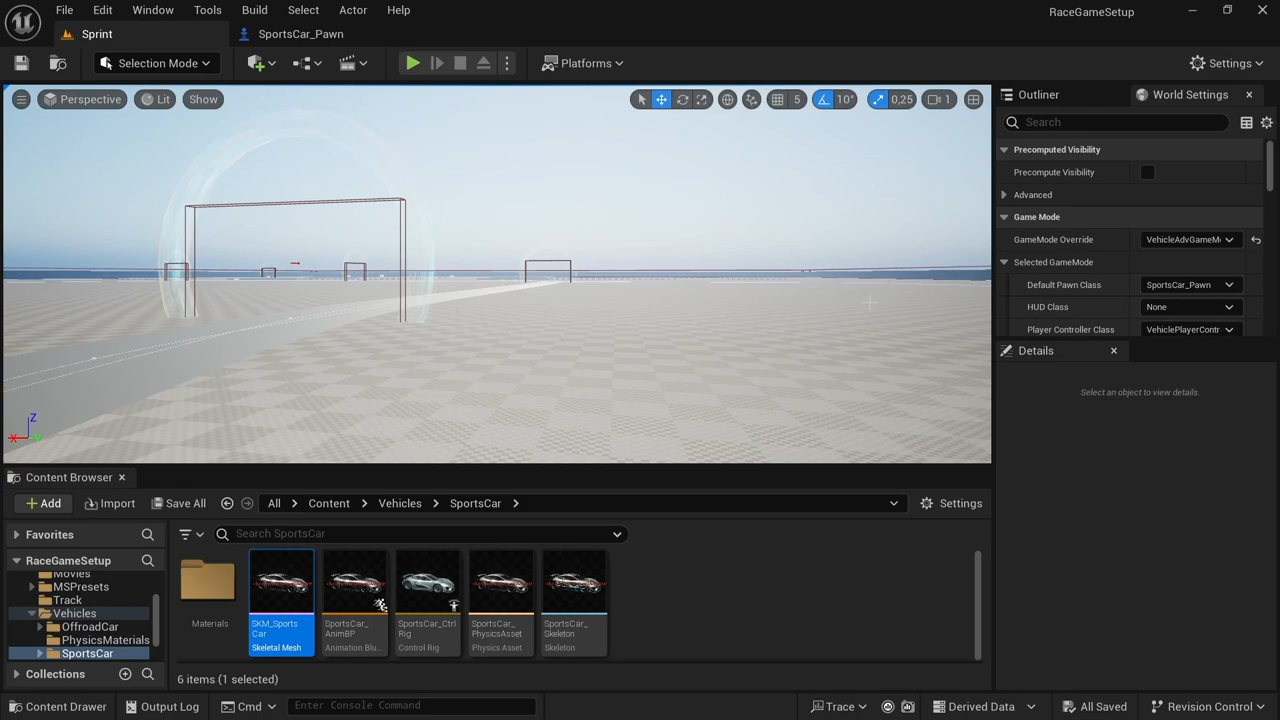 File Edit Window Tools Build Select Actor Help
RaceGameSetup
Sprint
SportsCar_Pawn
Selection Mode
Platforms
Settings
Perspective Lit Show
5 10° 0,25 1
Outliner World Settings
Search
Precomputed Visibility
Precompute Visibility
Advanced
Game Mode
GameMode Override VehicleAdvGameM
Selected GameMode
Default Pawn Class SportsCar_Pawn
HUD Class None
Player Controller Class VehiclePlayerContr
Details
Select an object to view details.
Z
X Y
Content Browser
Add Import Save All All Content Vehicles SportsCar Settings
Favorites
Search SportsCar
RaceGameSetup
Movies
MSPresets
Track
Vehicles
OffroadCar
PhysicsMaterials
SportsCar
Collections
Materials
SKM_Sports
Car
Skeletal Mesh
SportsCar_
AnimBP
Animation Blu...
SportsCar_Ctrl
Rig
Control Rig
SportsCar_
PhysicsAsset
Physics Asset
SportsCar_
Skeleton
Skeleton
6 items (1 selected)
Content Drawer Output Log Cmd Enter Console Command Trace Derived Data All Saved Revision Control